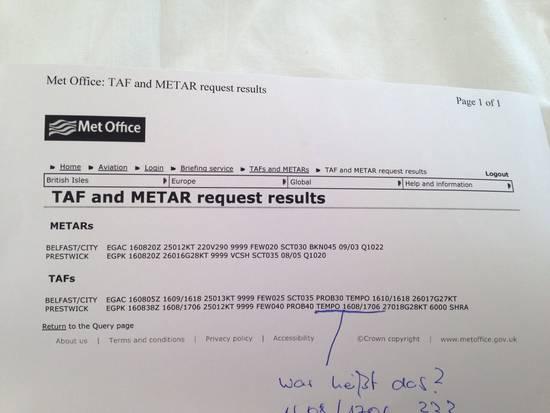 Met Office: TAF and METAR request results
Page 1 of 1
Met Office
Home Aviation Login Briefing service TAFs and METARs TAF and METAR request results
Logout
British Isles Europe Global Help and information
TAF and METAR request results
METARs
BELFAST/CITY EGAC 160820Z 25012KT 220V290 9999 FEW020 SCT030 BKN045 09/03 Q1022
PRESTWICK EGPK 160820Z 26016G28KT 9999 VCSH SCT035 08/05 Q1020
TAFs
BELFAST/CITY EGAC 160805Z 1609/1618 25013KT 9999 FEW025 SCT035 PROB30 TEMPO 1610/1618 26017G27KT
PRESTWICK EGPK 160838Z 1608/1706 25012KT 9999 FEW040 PROB40 TEMPO 1608/1706 27018G28KT 6000 SHRA
Return to the Query page
About us | Terms and conditions | Privacy policy | Accessibility
©Crown copyright | www.metoffice.gov.uk
was heißt das?